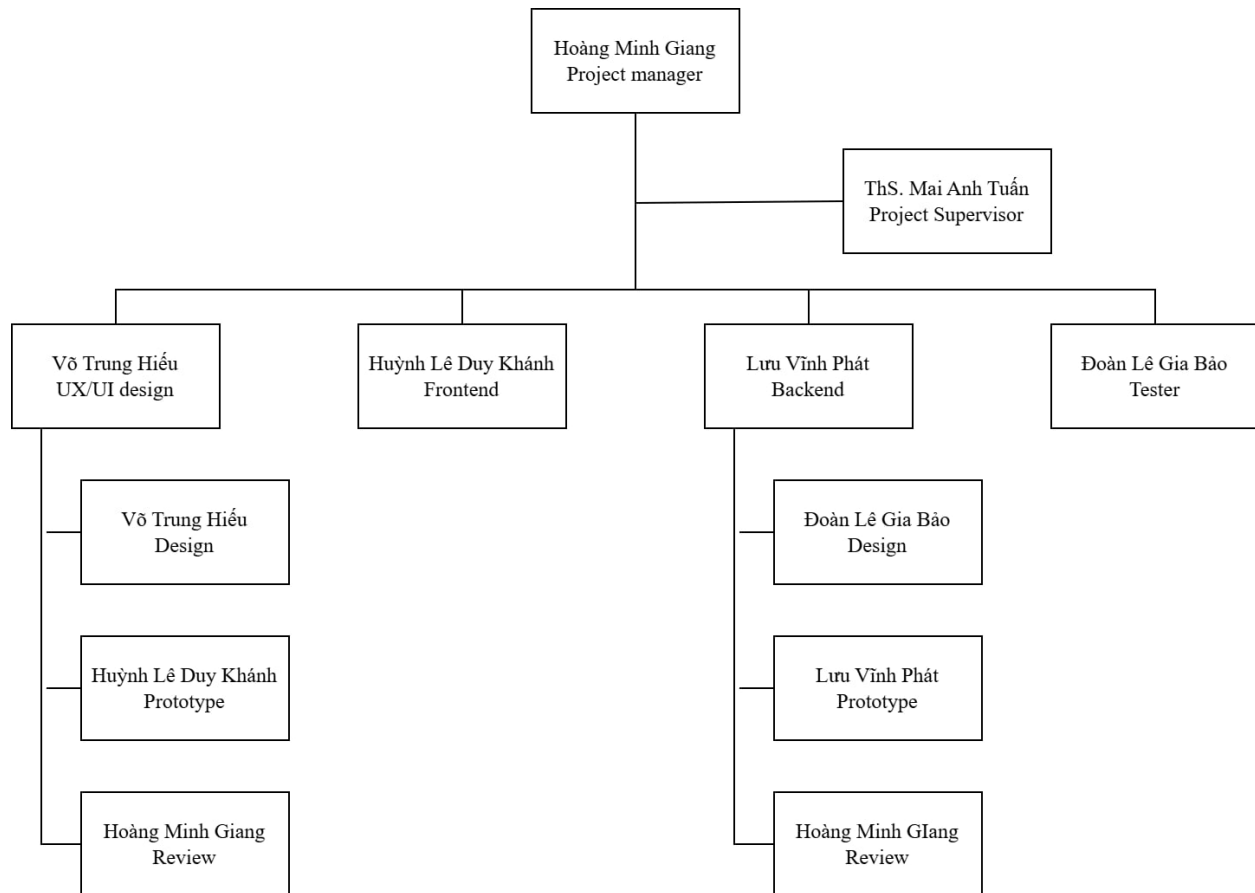 Hoàng Minh Giang
Project manager
ThS. Mai Anh Tuấn
Project Supervisor
Võ Trung Hiếu
UX/UI design
Huỳnh Lê Duy Khánh
Frontend
Lưu Vĩnh Phát
Backend
Đoàn Lê Gia Bảo
Tester
Võ Trung Hiếu
Design
Huỳnh Lê Duy Khánh
Prototype
Hoàng Minh Giang
Review
Đoàn Lê Gia Bảo
Design
Lưu Vĩnh Phát
Prototype
Hoàng Minh GIang
Review